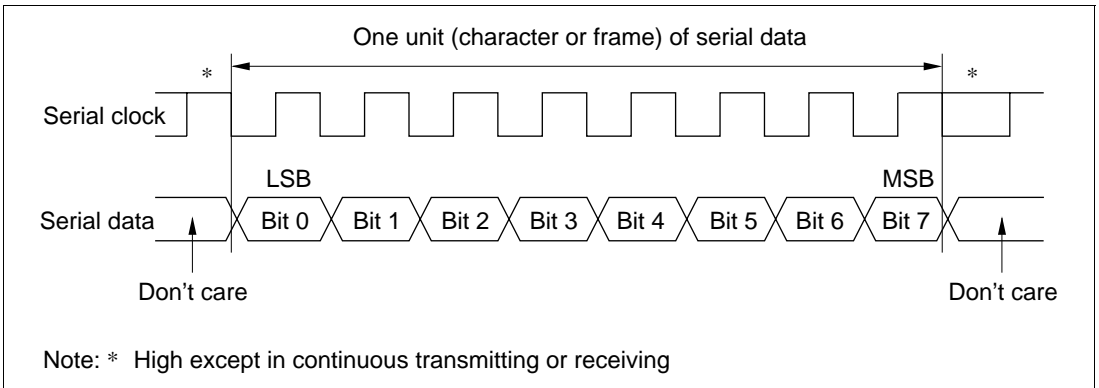 One unit (character or frame) of serial data
* *
Serial clock
LSB MSB
Serial data Bit 0 Bit 1 Bit 2 Bit 3 Bit 4 Bit 5 Bit 6 Bit 7
Don’t care Don’t care
Note: * High except in continuous transmitting or receiving